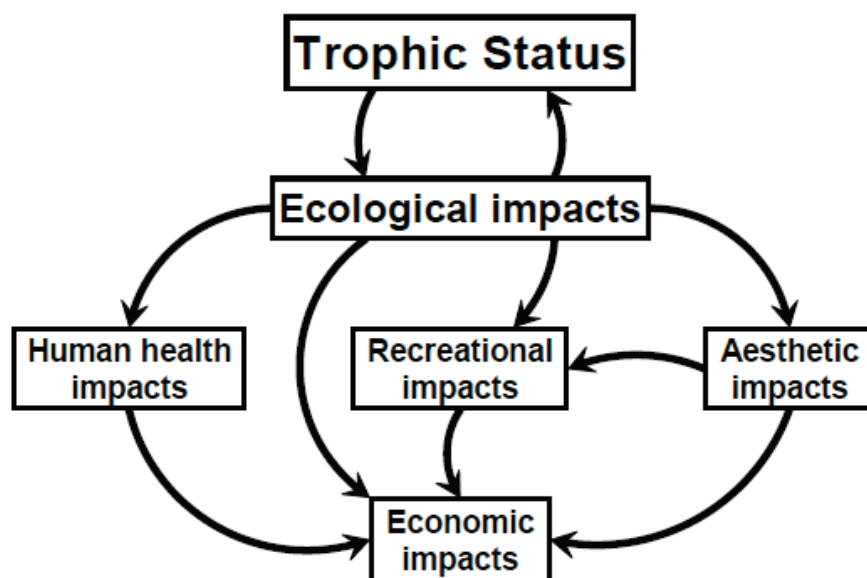 Trophic Status
Ecological impacts
Human health
impacts
Recreational
impacts
Aesthetic
impacts
Economic
impacts